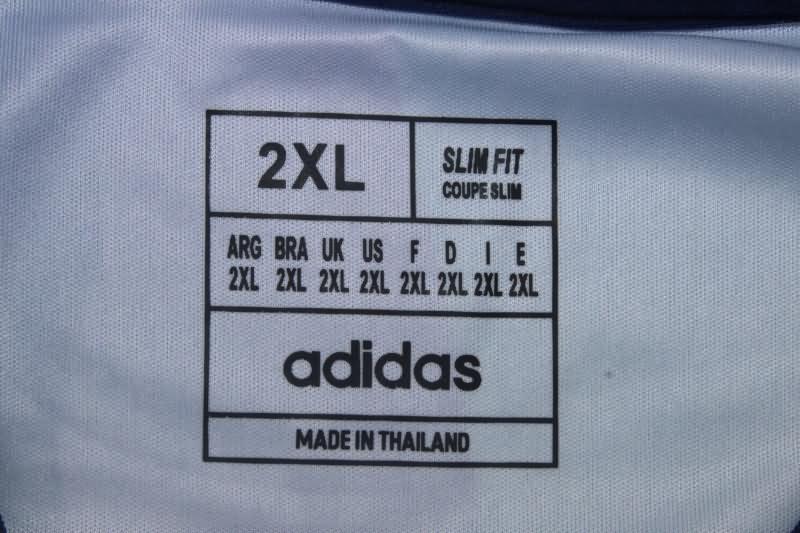 2XL
SLIM FIT
COUPE SLIM
ARG BRA UK US F D I E
2XL 2XL 2XL 2XL 2XL 2XL 2XL 2XL
adidas
MADE IN THAILAND